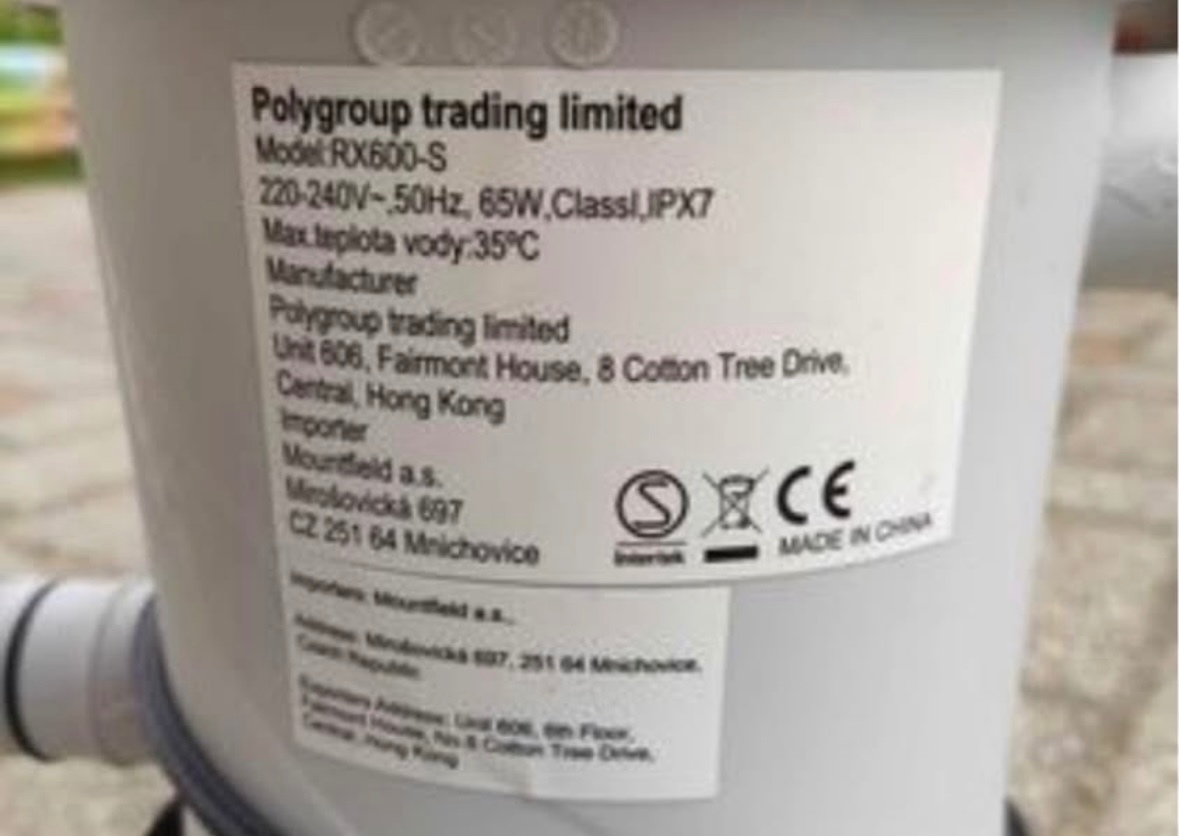 Polygroup trading limited
Model:RX600-S
220-240V~,50Hz, 65W,ClassI,IPX7
Max.teplota vody:35ºC
Manufacturer
Polygroup trading limited
Unit 606, Fairmont House, 8 Cotton Tree Drive,
Central, Hong Kong
Importer
Mountfield a.s.
Mirošovická 697
CZ 251 64 Mnichovice
Intertek
CE
MADE IN CHINA
Importers: Mountfield a.s.,
Address: Mirošovická 697, 251 64 Mnichovice,
Czech Republic
Exporters Address: Unit 606, 6th Floor,
Fairmont House, No 8 Cotton Tree Drive,
Central, Hong Kong